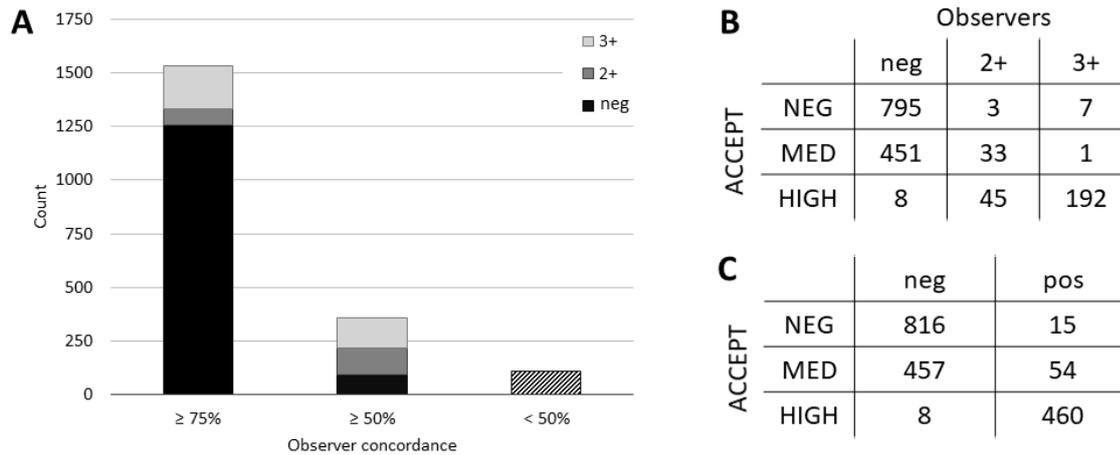 A
1750
1500
1250
1000
750
500
250
0
Count
≥ 75%
≥ 50%
< 50%
Observer concordance
3+
2+
neg
B
Observers
neg 2+ 3+
ACCEPT
NEG 795 3 7
MED 451 33 1
HIGH 8 45 192
C
neg pos
ACCEPT
NEG 816 15
MED 457 54
HIGH 8 460